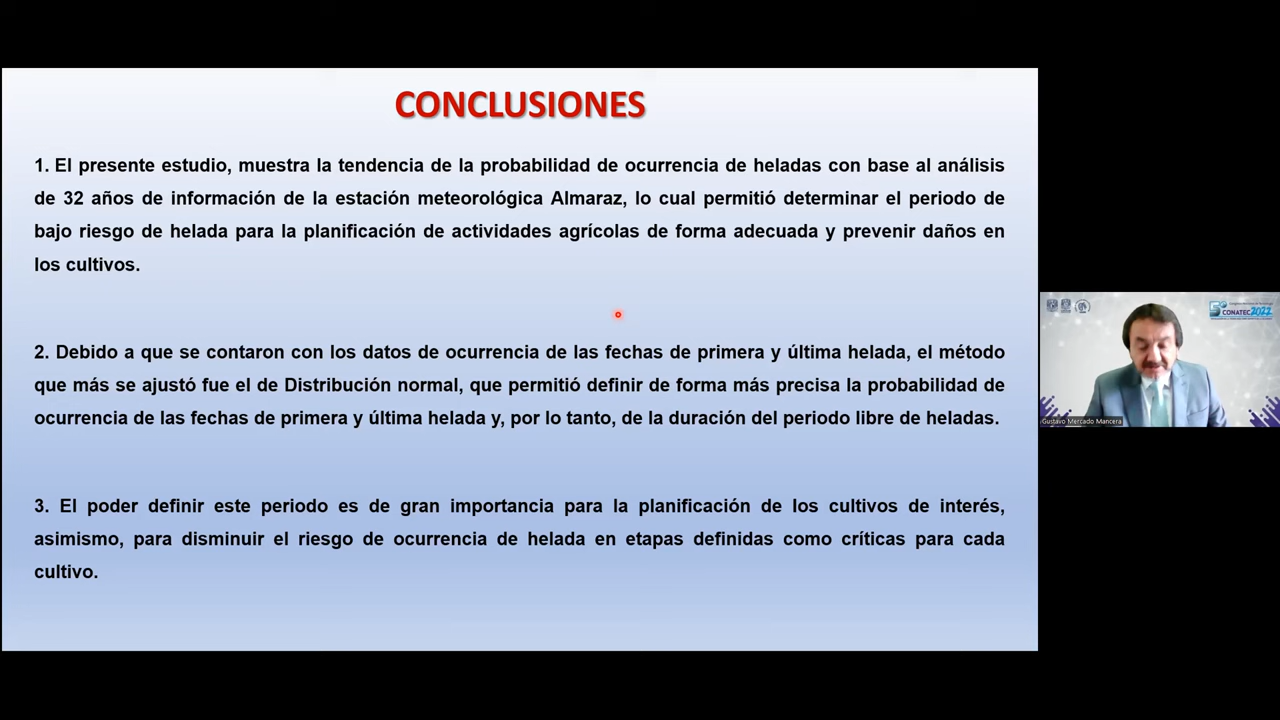 CONCLUSIONES
1. El presente estudio, muestra la tendencia de la probabilidad de ocurrencia de heladas con base al análisis
de 32 años de información de la estación meteorológica Almaraz, lo cual permitió determinar el periodo de
bajo riesgo de helada para la planificación de actividades agrícolas de forma adecuada y prevenir daños en
los cultivos.
2. Debido a que se contaron con los datos de ocurrencia de las fechas de primera y última helada, el método
que más se ajustó fue el de Distribución normal, que permitió definir de forma más precisa la probabilidad de
ocurrencia de las fechas de primera y última helada y, por lo tanto, de la duración del periodo libre de heladas.
3. El poder definir este periodo es de gran importancia para la planificación de los cultivos de interés,
asimismo, para disminuir el riesgo de ocurrencia de helada en etapas definidas como críticas para cada
cultivo.
5º
CONATEC 2022
Gustavo Mercado Mancera